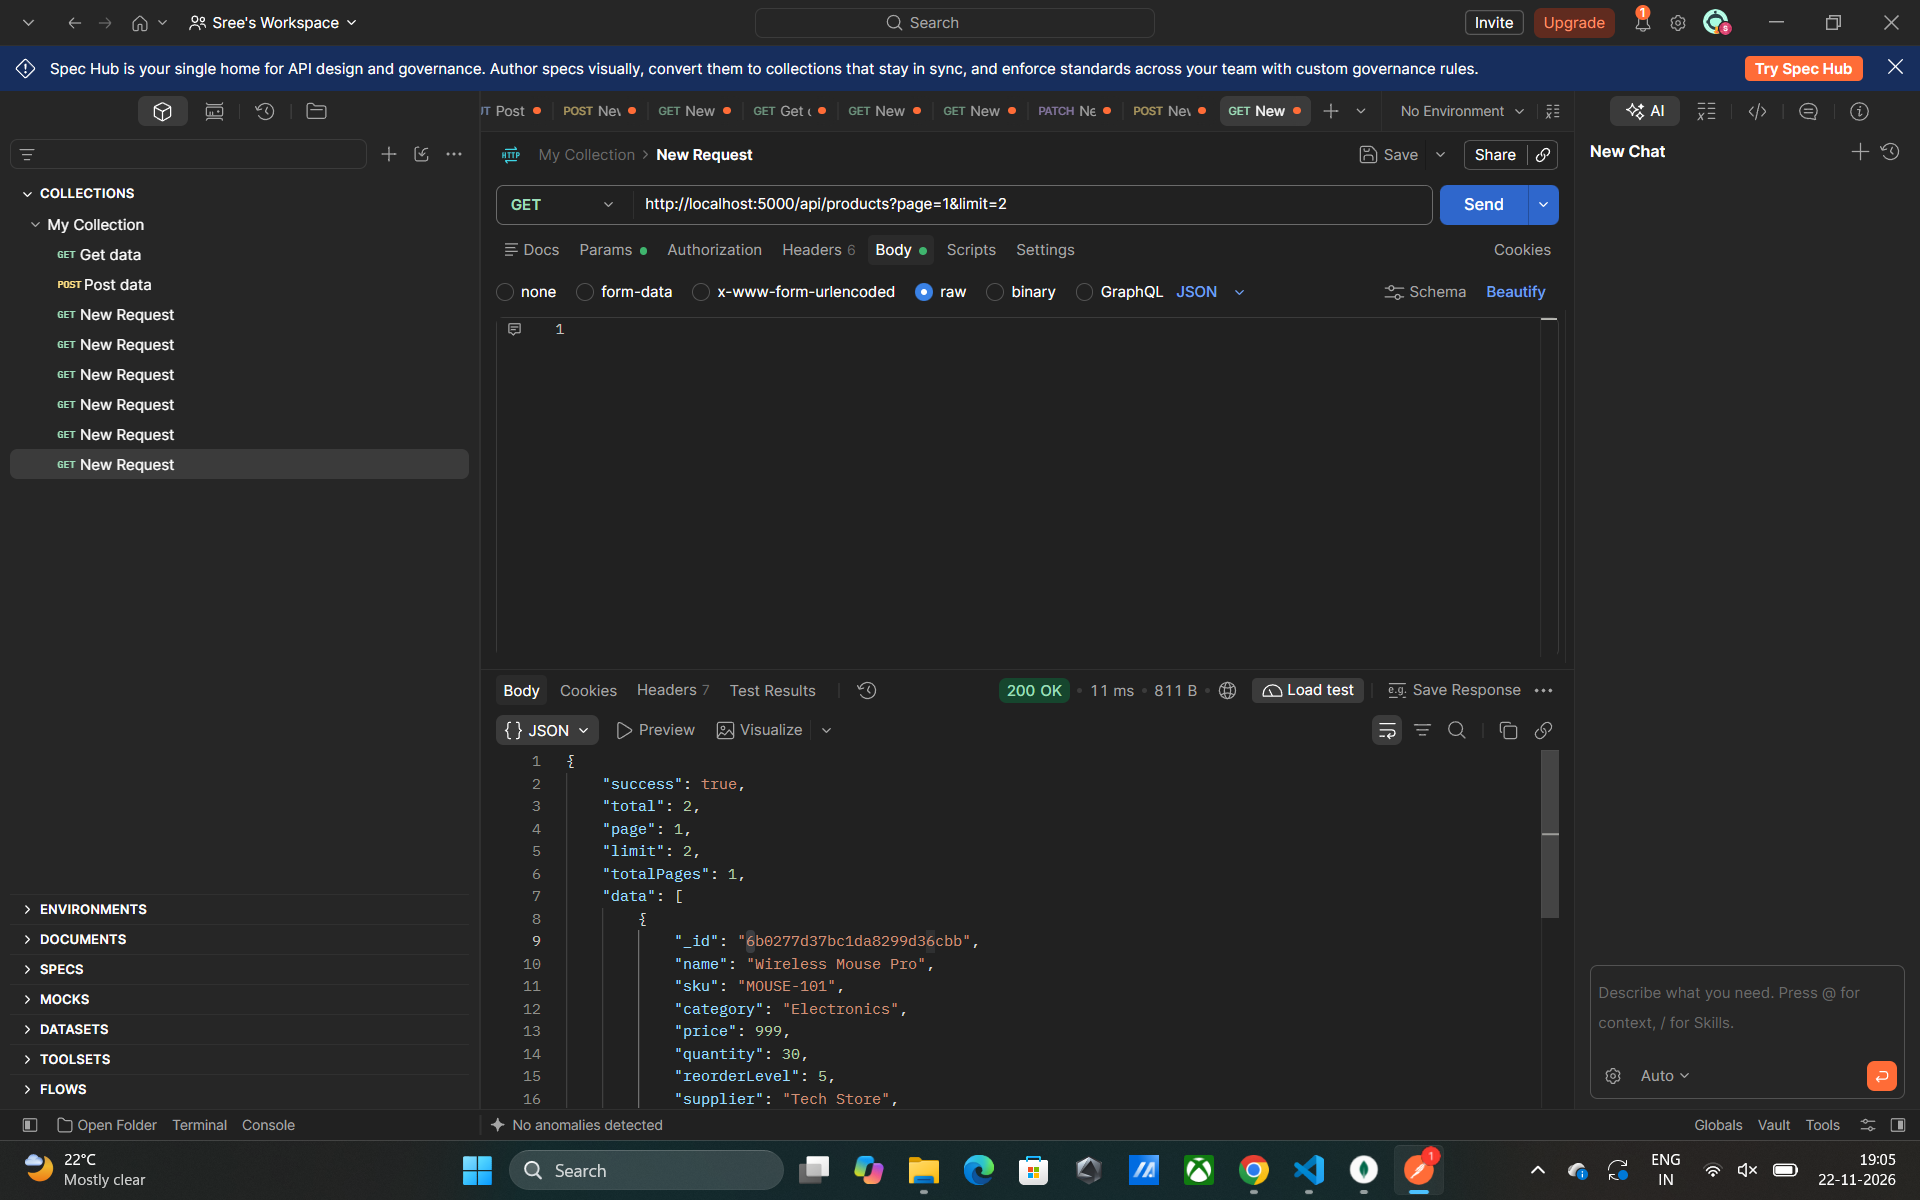 Sree's Workspace
Search
Invite
Upgrade
1
Spec Hub is your single home for API design and governance. Author specs visually, convert them to collections that stay in sync, and enforce standards across your team with custom governance rules.
Try Spec Hub
Post
POST
GET New
GET Get
GET New
GET New
PATCH
POST
GET New
No Environment
AI
HTTP
My Collection
New Request
Save
Share
New Chat
COLLECTIONS
My Collection
GET Get data
POST Post data
GET New Request
GET New Request
GET New Request
GET New Request
GET New Request
GET New Request
GET
http://localhost:5000/api/products?page=1&limit=2
Send
Docs
Params
Authorization
Headers 6
Body
Scripts
Settings
Cookies
none
form-data
x-www-form-urlencoded
raw
binary
GraphQL
JSON
Schema
Beautify
1
Body
Cookies
Headers 7
Test Results
200 OK
11 ms
811 B
Load test
e.g. Save Response
{} JSON
Preview
Visualize
1 {
2 "success": true,
3 "total": 2,
4 "page": 1,
5 "limit": 2,
6 "totalPages": 1,
7 "data": [
8 {
9 "_id": "6b0277d37bc1da8299d36cbb",
10 "name": "Wireless Mouse Pro",
11 "sku": "MOUSE-101",
12 "category": "Electronics",
13 "price": 999,
14 "quantity": 30,
15 "reorderLevel": 5,
16 "supplier": "Tech Store",
ENVIRONMENTS
DOCUMENTS
SPECS
MOCKS
DATASETS
TOOLSETS
FLOWS
Describe what you need. Press @ for
context, / for Skills.
Auto
Open Folder
Terminal
Console
No anomalies detected
Globals
Vault
Tools
22°C
Mostly clear
Search
1
ENG
IN
19:05
22-11-2026